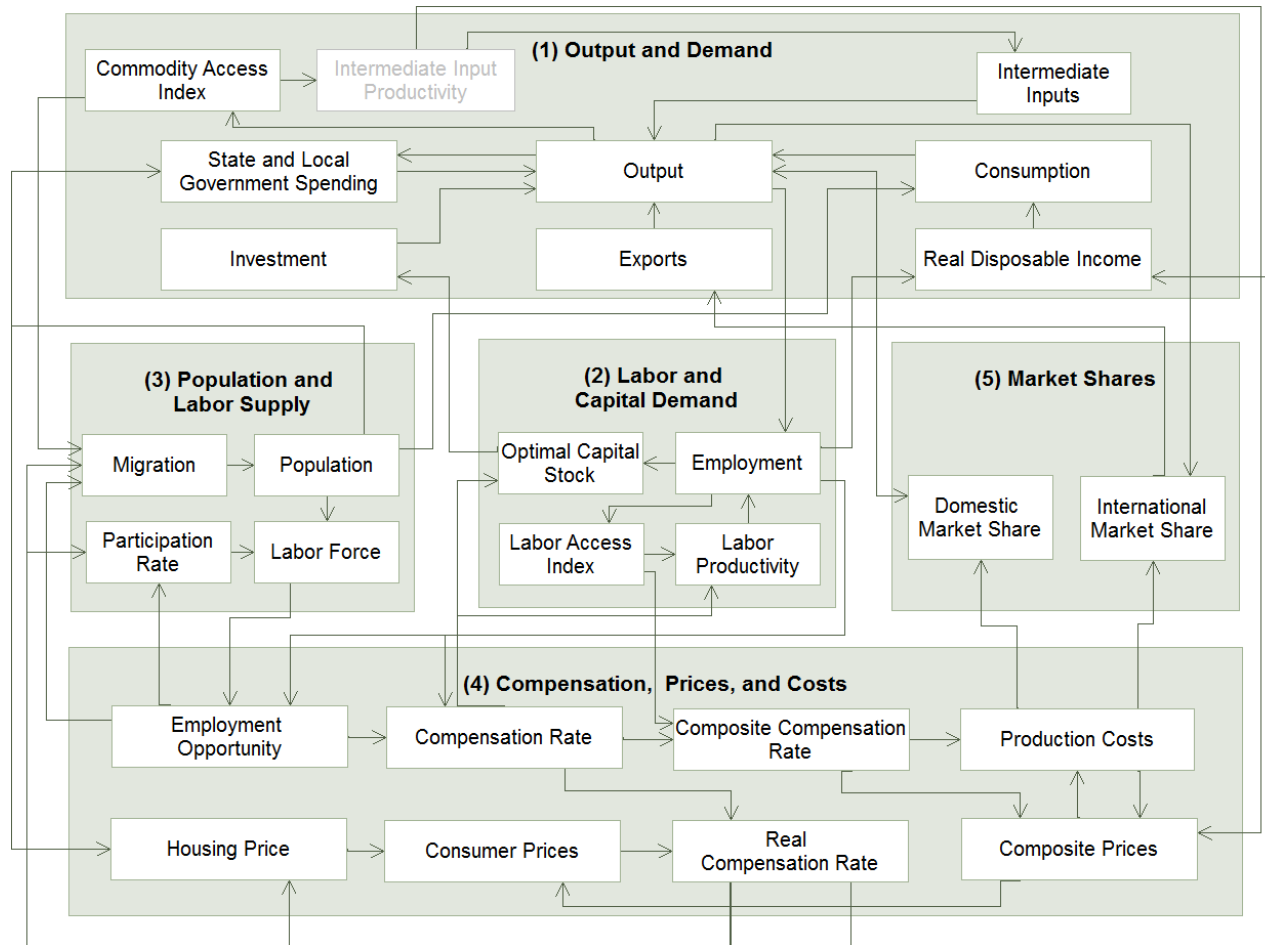 (1) Output and Demand
Commodity Access
Index
Intermediate Input
Productivity
Intermediate
Inputs
State and Local
Government Spending
Output
Consumption
Investment
Exports
Real Disposable Income
(3) Population and
Labor Supply
Migration
Population
Participation
Rate
Labor Force
(2) Labor and
Capital Demand
Optimal Capital
Stock
Employment
Labor Access
Index
Labor
Productivity
(5) Market Shares
Domestic
Market Share
International
Market Share
(4) Compensation, Prices, and Costs
Employment
Opportunity
Compensation Rate
Composite Compensation
Rate
Production Costs
Housing Price
Consumer Prices
Real
Compensation Rate
Composite Prices